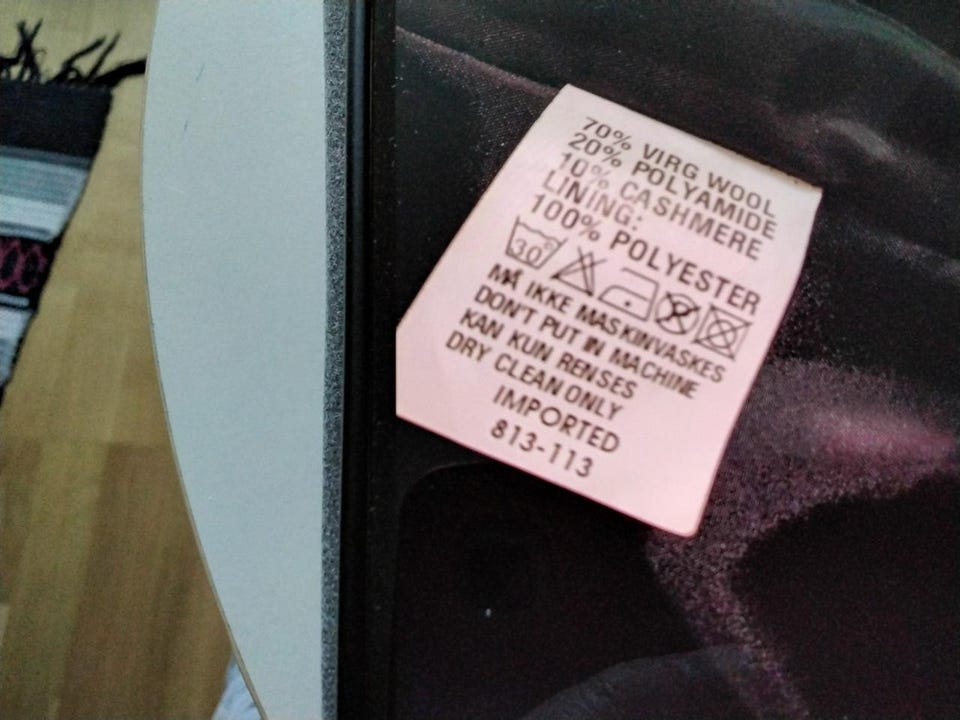 70% VIRG WOOL
20% POLYAMIDE
10% CASHMERE
LINING:
100% POLYESTER
30°
MÅ IKKE MASKINVASKES
DON'T PUT IN MACHINE
KAN KUN RENSES
DRY CLEAN ONLY
IMPORTED
813-113